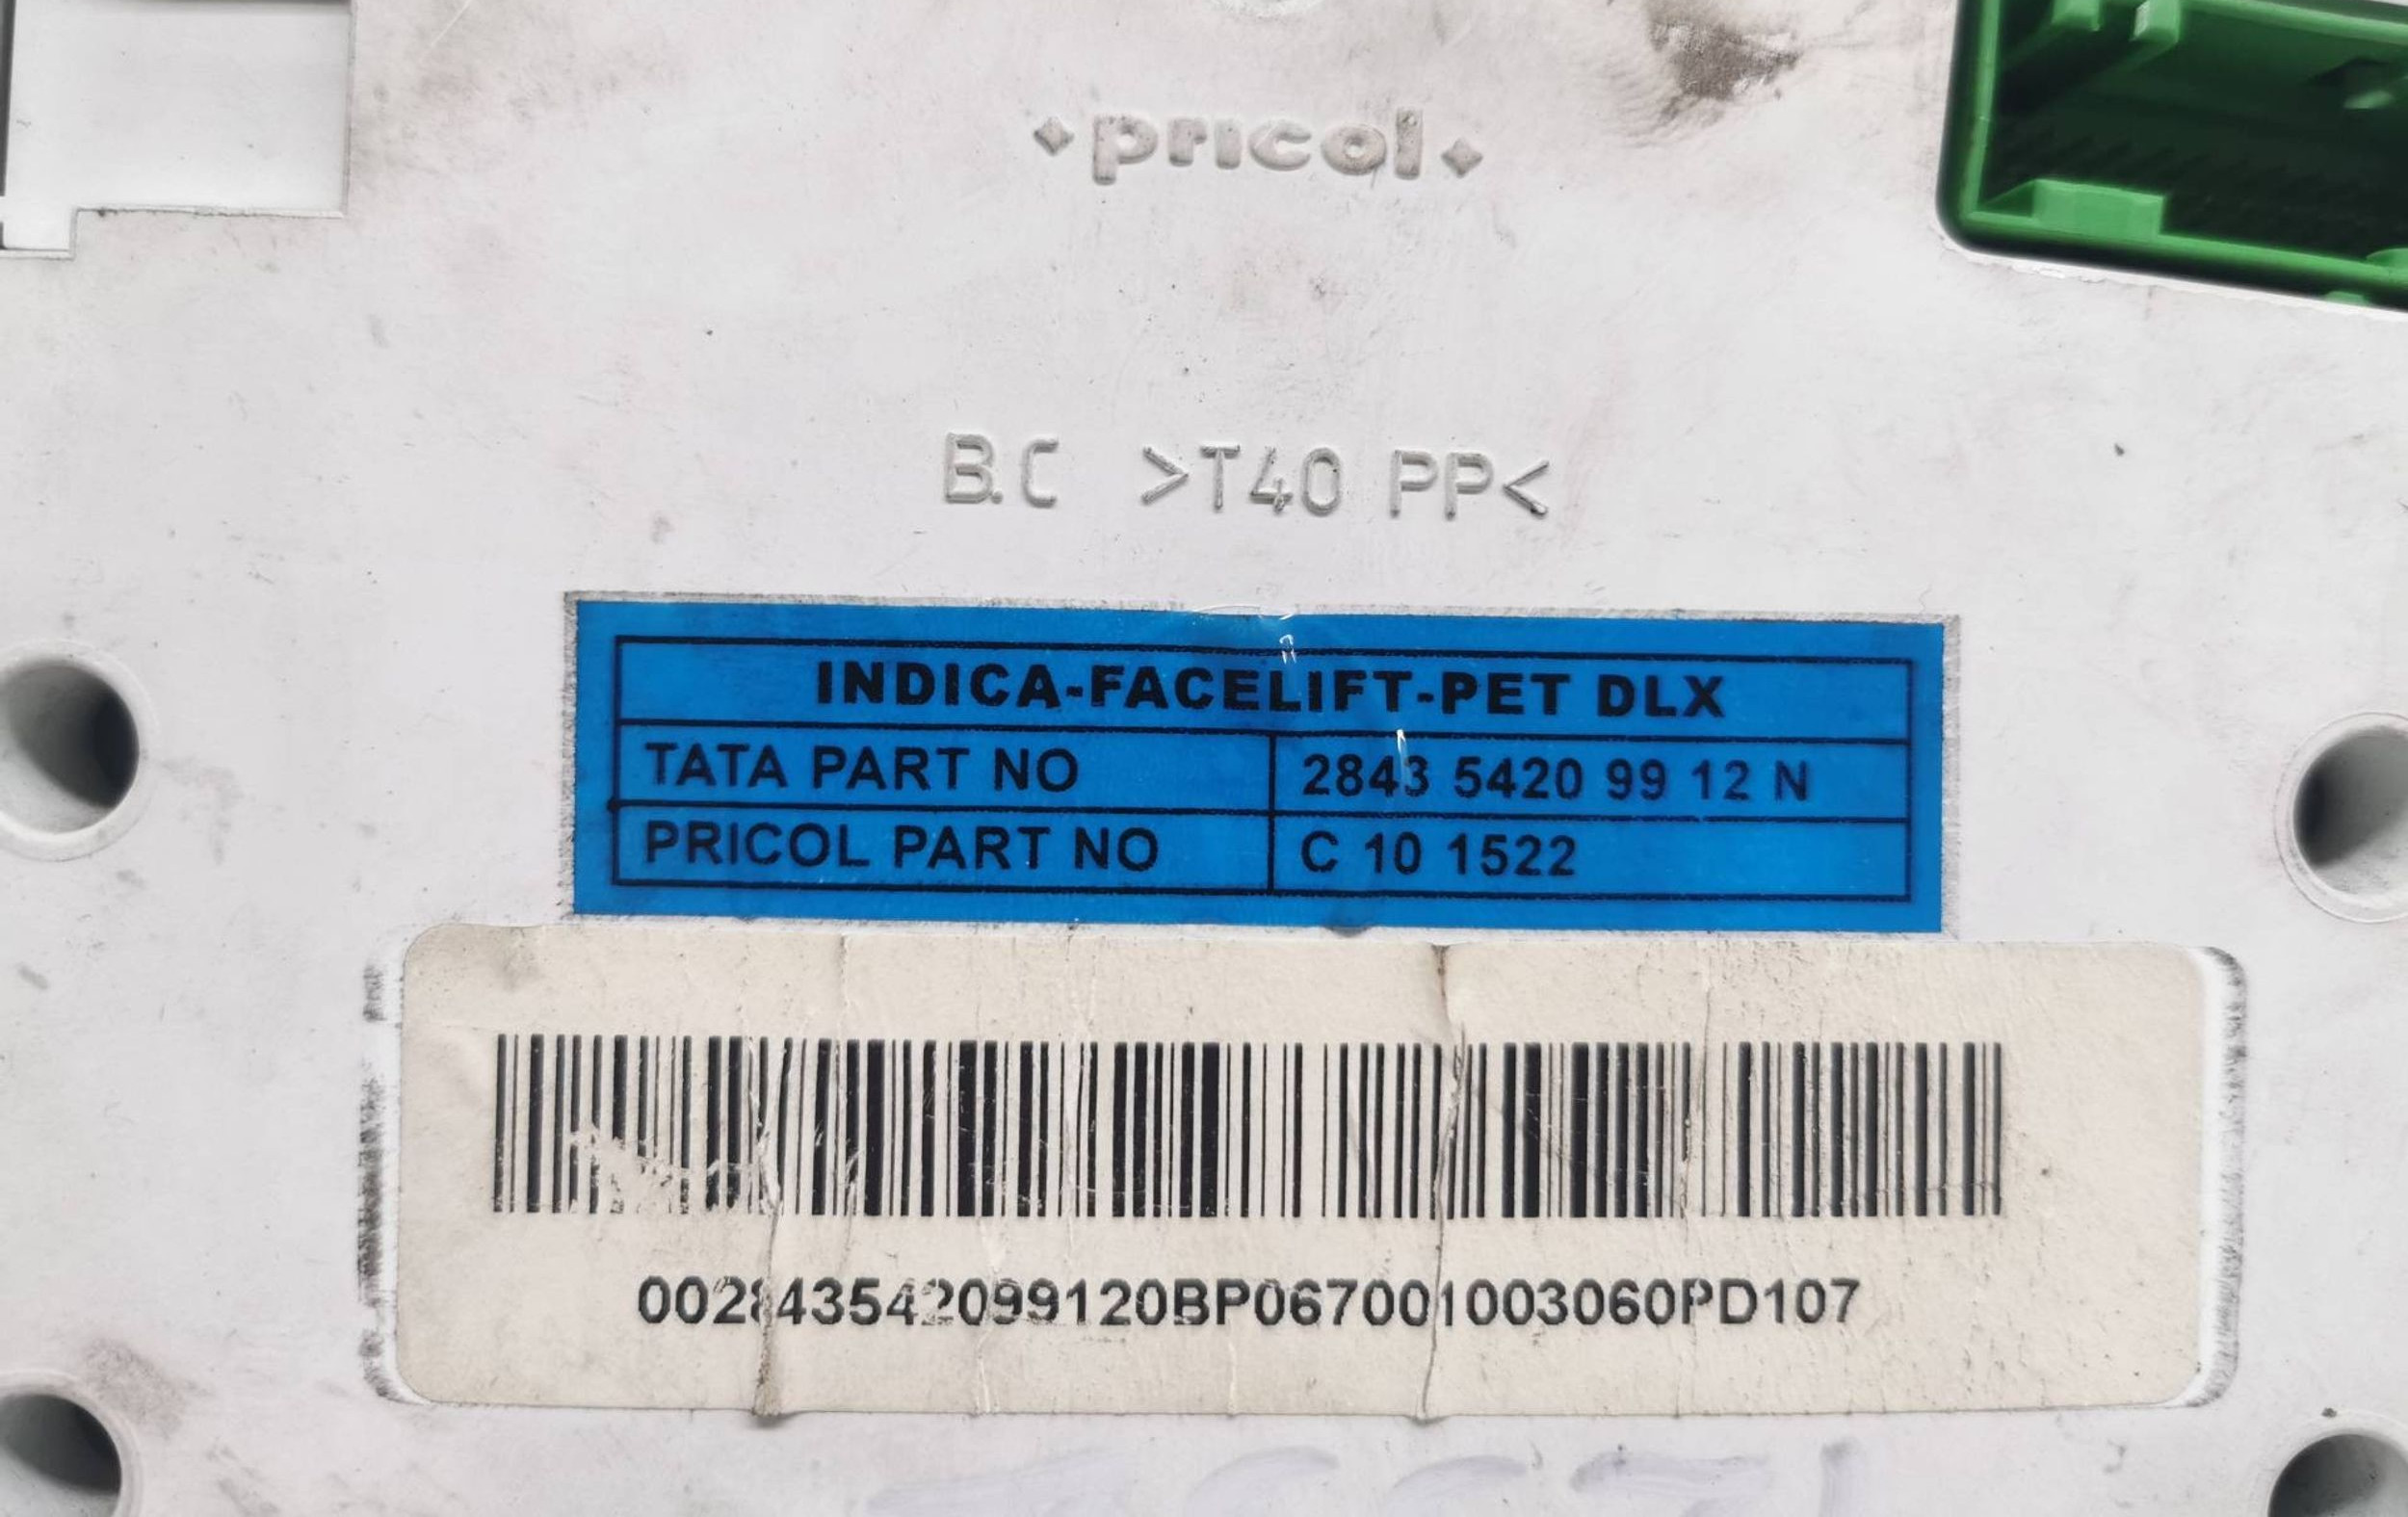 pricol
B.C >T40 PP<
INDICA-FACELIFT-PET DLX
TATA PART NO 2843 5420 99 12 N
PRICOL PART NO C 10 1522
002843542099120BP067001003060PD107